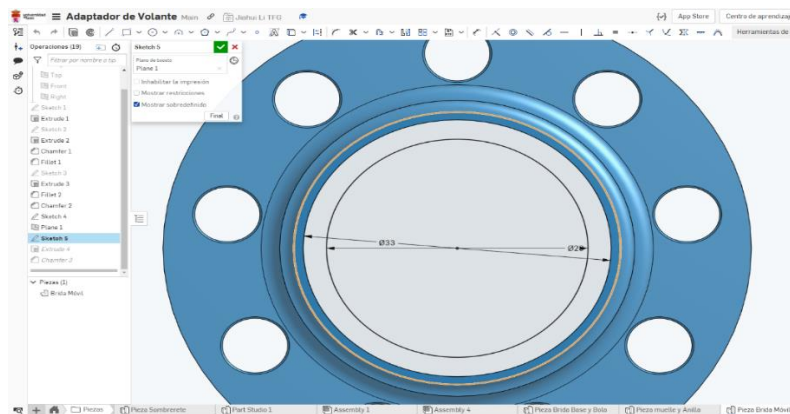 Adaptador de Volante Main Jiahui Li TFG
App Store Centro de aprendizaje
Herramientas de
Operaciones (19)
Filtrar por nombre o tip
Top
Front
Right
Sketch 1
Extrude 1
Sketch 2
Extrude 2
Chamfer 1
Fillet 1
Sketch 3
Extrude 3
Fillet 2
Chamfer 2
Sketch 4
Plane 1
Sketch 5
Extrude 4
Piezas (1)
Brida Móvil
Sketch 5
Plano de boceto
Plane 1
Inhabilitar la impresión
Mostrar restricciones
Mostrar sobredefinido
Final
Ø33
Piezas
Pieza Sombrerete
Part Studio 1
Assembly 1
Assembly 4
Pieza Brida Base y Bola
Pieza muelle y Anillo
Pieza Brida Móvil